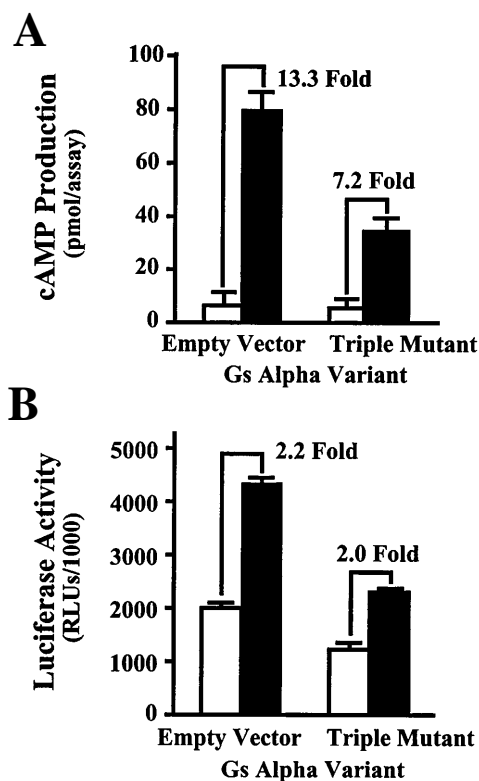 A
cAMP Production
(pmol/assay)
100
80
60
40
20
0
13.3 Fold
7.2 Fold
Empty Vector
Triple Mutant
Gs Alpha Variant
B
Luciferase Activity
(RLUs/1000)
5000
4000
3000
2000
1000
0
2.2 Fold
2.0 Fold
Empty Vector
Triple Mutant
Gs Alpha Variant